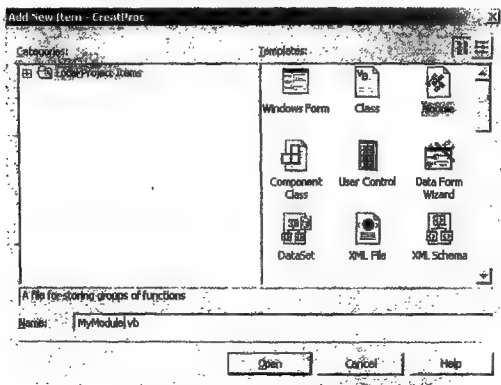 Add New Item - CreatProc
Categories:
Templates:
Local Project Items
Windows Form
Class
Module
Component Class
User Control
Data Form Wizard
DataSet
XML File
XML Schema
A file for storing groups of functions
Name:
MyModule.vb
Open
Cancel
Help